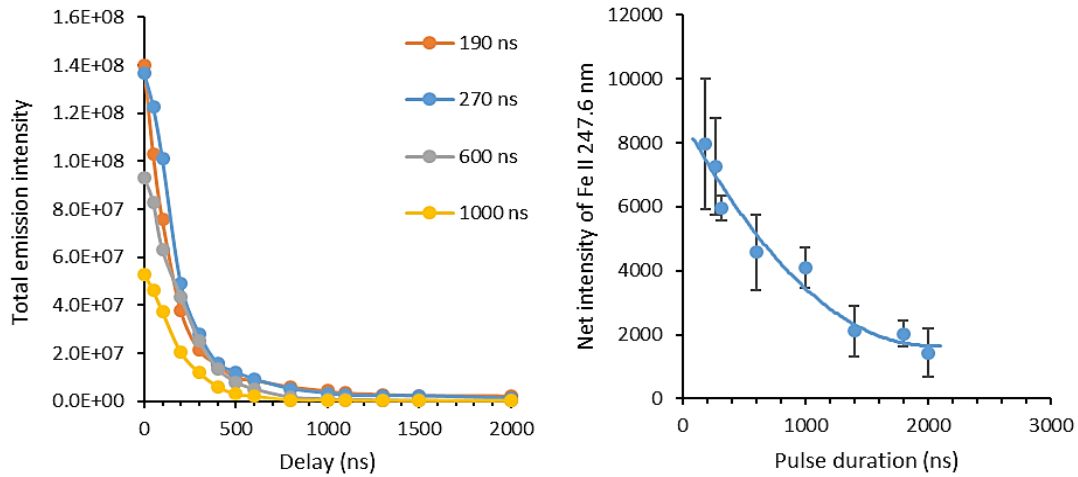 Total emission intensity
1.6E+08
1.4E+08
1.2E+08
1.0E+08
8.0E+07
6.0E+07
4.0E+07
2.0E+07
0.0E+00
0
500
1000
1500
2000
Delay (ns)
190 ns
270 ns
600 ns
1000 ns
Net intensity of Fe II 247.6 nm
12000
10000
8000
6000
4000
2000
0
0
1000
2000
3000
Pulse duration (ns)